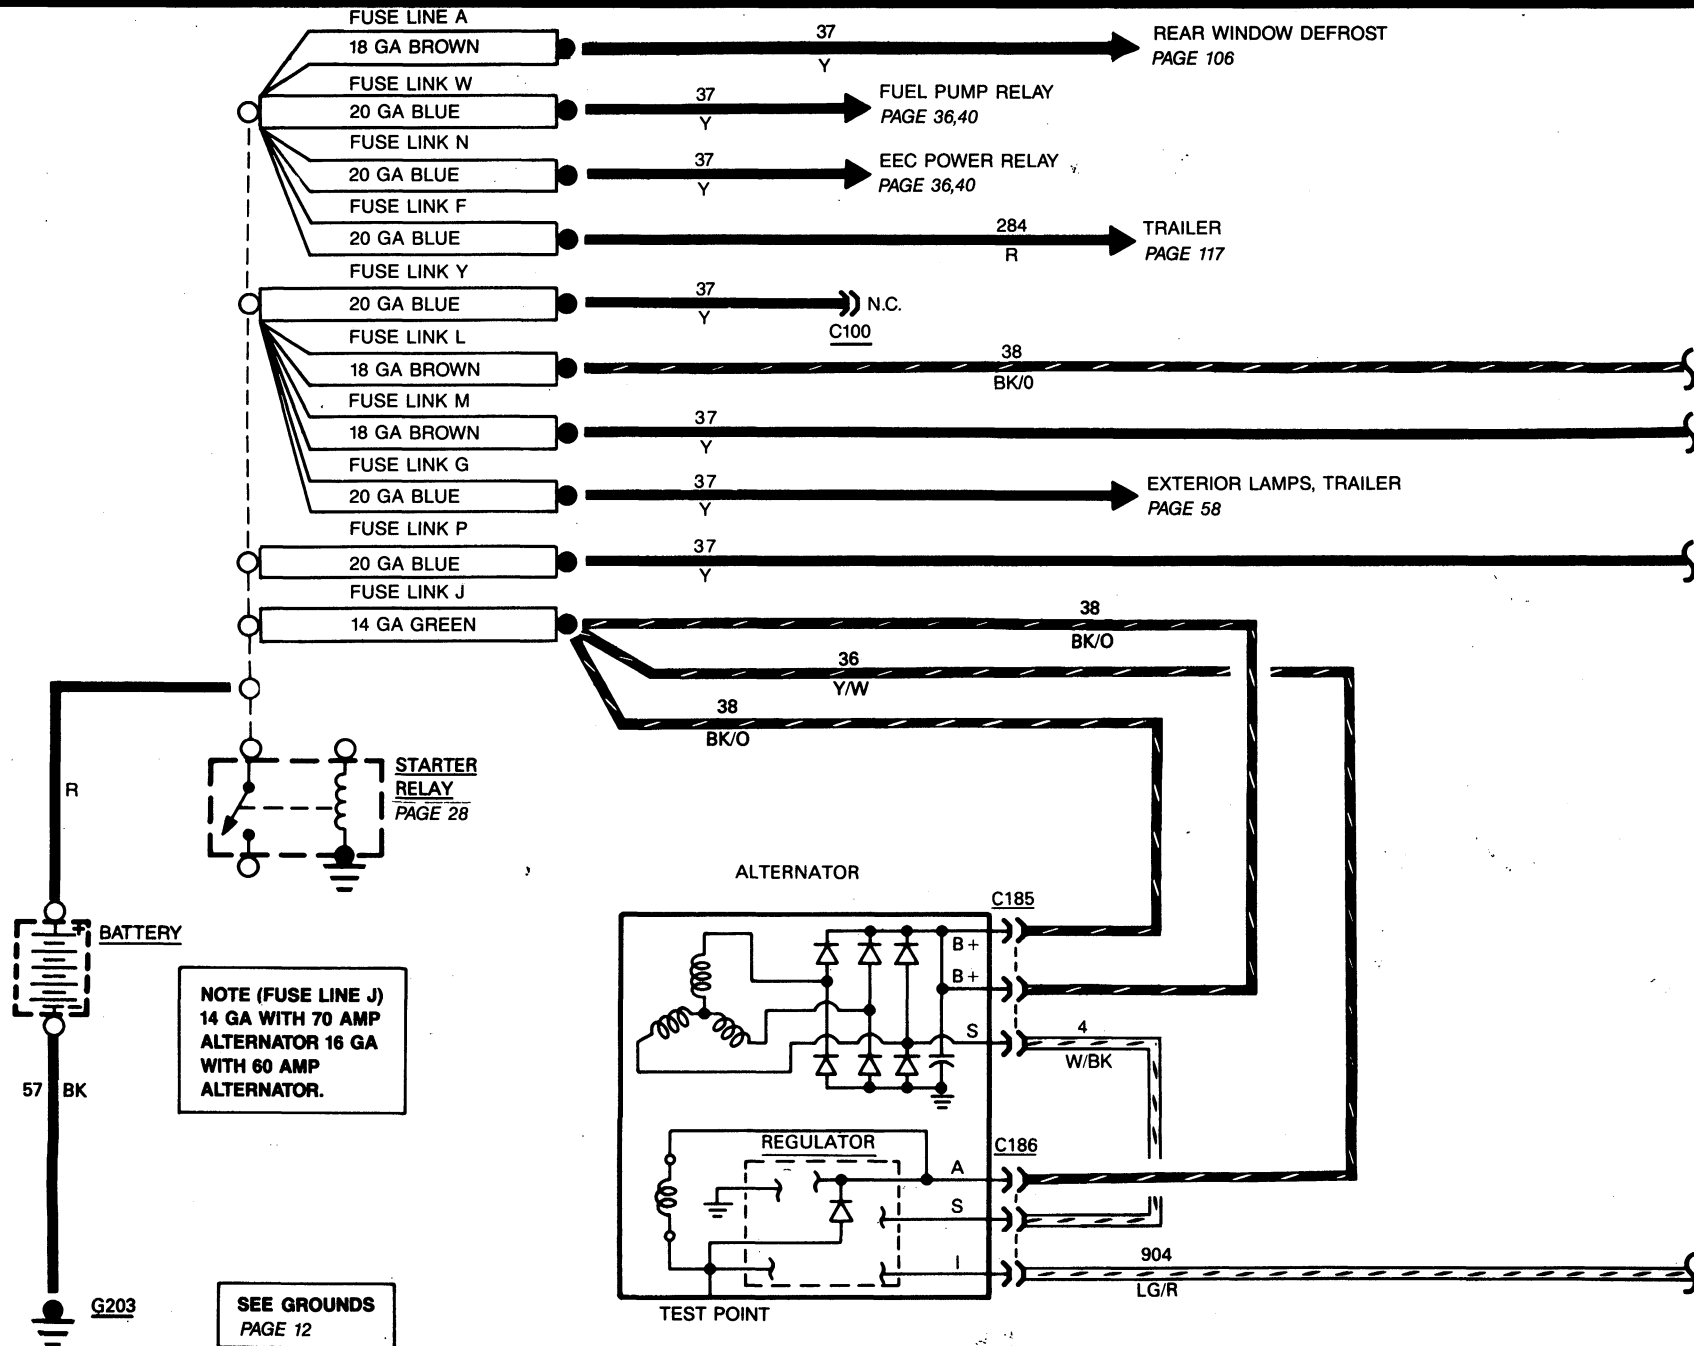 FUSE LINE A
18 GA BROWN
37
Y
REAR WINDOW DEFROST
PAGE 106
FUSE LINK W
20 GA BLUE
37
Y
FUEL PUMP RELAY
PAGE 36,40
FUSE LINK N
20 GA BLUE
37
Y
EEC POWER RELAY
PAGE 36,40
FUSE LINK F
20 GA BLUE
284
R
TRAILER
PAGE 117
FUSE LINK Y
20 GA BLUE
37
Y
N.C.
C100
FUSE LINK L
18 GA BROWN
38
BK/0
FUSE LINK M
18 GA BROWN
37
Y
FUSE LINK G
20 GA BLUE
37
Y
EXTERIOR LAMPS, TRAILER
PAGE 58
FUSE LINK P
20 GA BLUE
37
Y
FUSE LINK J
14 GA GREEN
38
BK/O
36
Y/W
38
BK/O
R
STARTER
RELAY
PAGE 28
BATTERY
+
-
57 BK
G203
NOTE (FUSE LINE J)
14 GA WITH 70 AMP
ALTERNATOR 16 GA
WITH 60 AMP
ALTERNATOR.
SEE GROUNDS
PAGE 12
ALTERNATOR
C185
B+
B+
S
4
W/BK
REGULATOR
C186
A
S
I
904
LG/R
TEST POINT